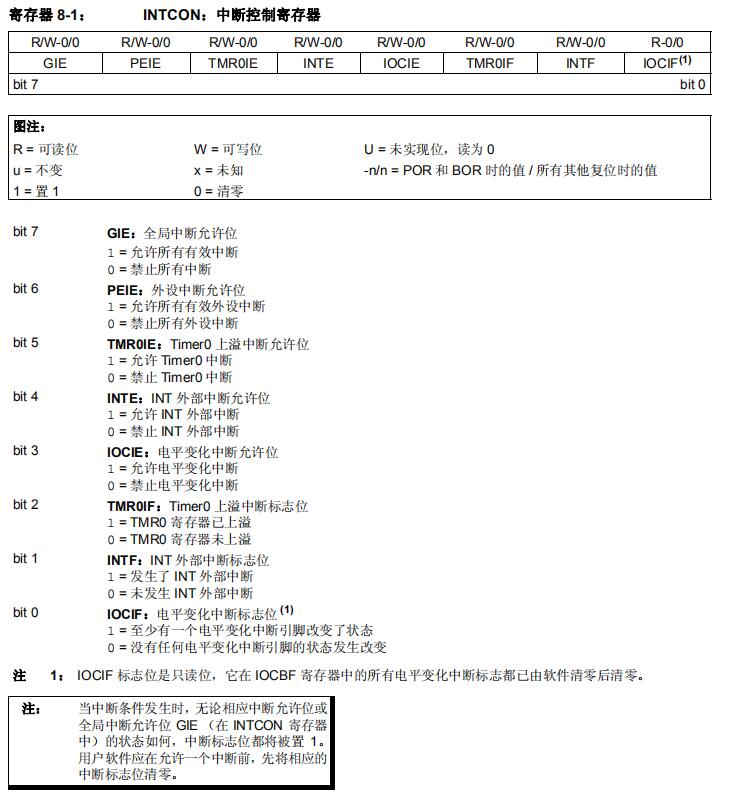 寄存器 8-1： INTCON：中断控制寄存器
R/W-0/0 R/W-0/0 R/W-0/0 R/W-0/0 R/W-0/0 R/W-0/0 R/W-0/0 R-0/0
GIE PEIE TMR0IE INTE IOCIE TMR0IF INTF IOCIF(1)
bit 7 bit 0
图注：
R = 可读位 W = 可写位 U = 未实现位，读为 0
u = 不变 x = 未知 -n/n = POR 和 BOR 时的值 / 所有其他复位时的值
1 = 置 1 0 = 清零
bit 7 GIE：全局中断允许位
1 = 允许所有有效中断
0 = 禁止所有中断
bit 6 PEIE：外设中断允许位
1 = 允许所有有效外设中断
0 = 禁止所有外设中断
bit 5 TMR0IE：Timer0 上溢中断允许位
1 = 允许 Timer0 中断
0 = 禁止 Timer0 中断
bit 4 INTE：INT 外部中断允许位
1 = 允许 INT 外部中断
0 = 禁止 INT 外部中断
bit 3 IOCIE：电平变化中断允许位
1 = 允许电平变化中断
0 = 禁止电平变化中断
bit 2 TMR0IF：Timer0 上溢中断标志位
1 = TMR0 寄存器已上溢
0 = TMR0 寄存器未上溢
bit 1 INTF：INT 外部中断标志位
1 = 发生了 INT 外部中断
0 = 未发生 INT 外部中断
bit 0 IOCIF：电平变化中断标志位(1)
1 = 至少有一个电平变化中断引脚改变了状态
0 = 没有任何电平变化中断引脚的状态发生改变
注 1： IOCIF 标志位是只读位，它在 IOCBF 寄存器中的所有电平变化中断标志都已由软件清零后清零。
注： 当中断条件发生时，无论相应中断允许位或
全局中断允许位 GIE （在 INTCON 寄存器
中）的状态如何，中断标志位都将被置 1。
用户软件应在允许一个中断前，先将相应的
中断标志位清零。